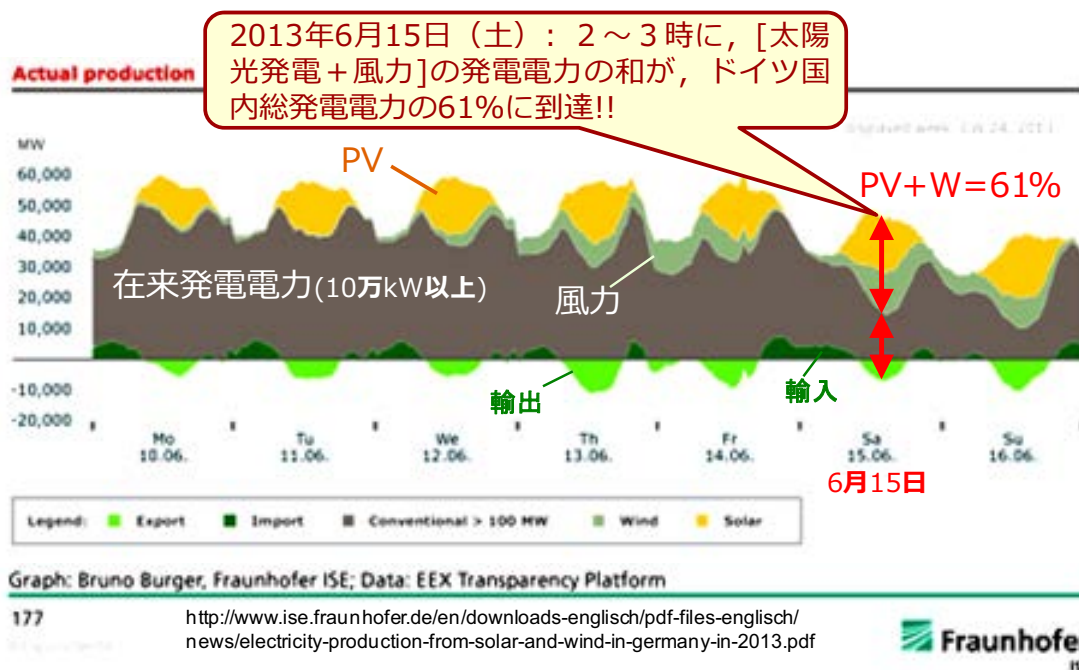 2013年6月15日（土）: ２～３時に, [太陽
光発電＋風力]の発電電力の和が，ドイツ国
内総発電電力の61%に到達!!
Actual production
MW
60,000
50,000
40,000
30,000
20,000
10,000
-10,000
-20,000
PV
PV+W=61%
在来発電電力(10万kW以上)
風力
輸出
輸入
Mo
10.06.
Tu
11.06.
We
12.06.
Th
13.06.
Fr
14.06.
Sa
15.06.
Su
16.06.
6月15日
Legend: Export Import Conventional > 100 MW Wind Solar
Graph: Bruno Burger, Fraunhofer ISE; Data: EEX Transparency Platform
177
http://www.ise.fraunhofer.de/en/downloads-englisch/pdf-files-englisch/
news/electricity-production-from-solar-and-wind-in-germany-in-2013.pdf
Fraunhofe